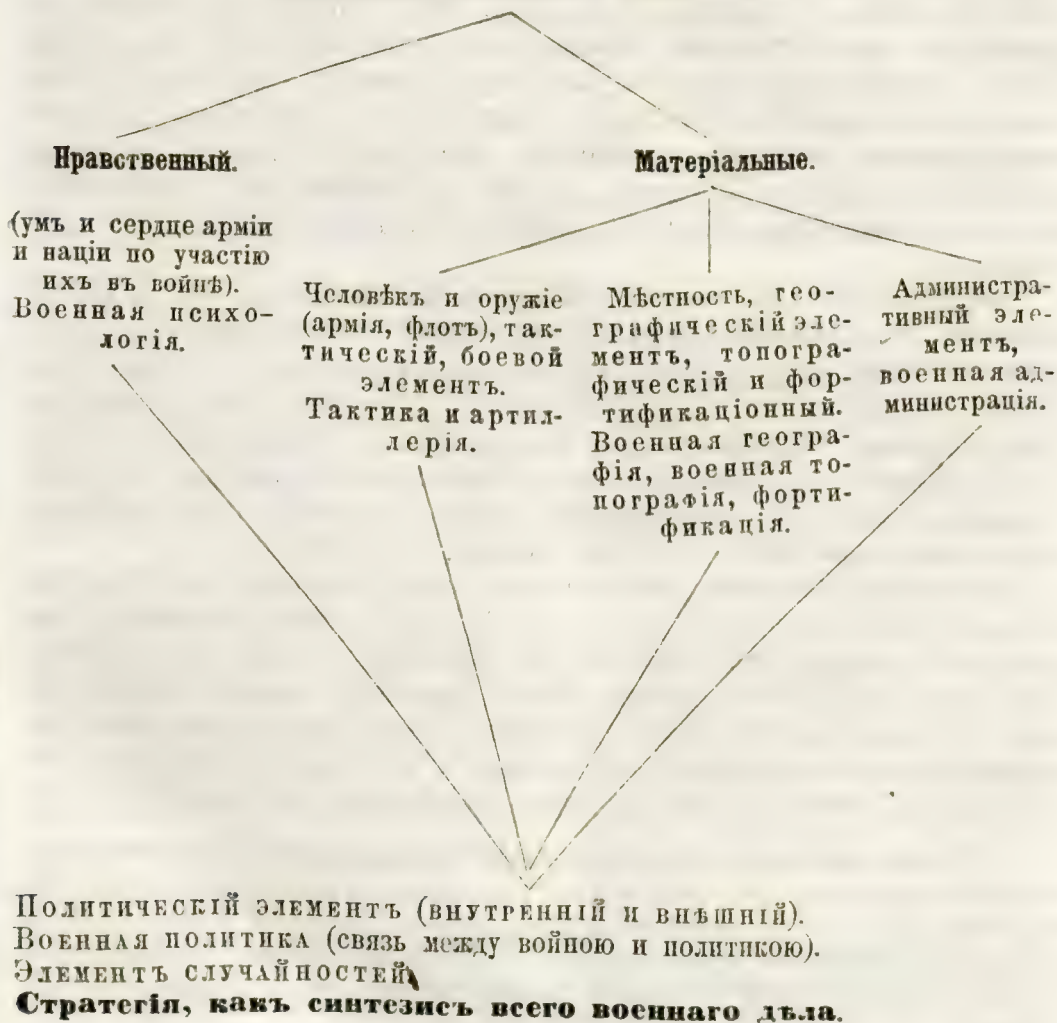 Нравственный.
Матеріальные.
(умъ и сердце арміи
и націи по участію
ихъ въ войнѣ).
Военная психо-
логія.
Человѣкъ и оружіе
(армія, флотъ), так-
тическій, боевой
элементъ.
Тактика и артил-
лерія.
Мѣстность, гео-
графическій эле-
ментъ, топогра-
фическій и фор-
тификаціонный.
Военная геогра-
фія, военная то-
пографія, форти-
фикація.
Администра-
тивный эле-
ментъ,
военная ад-
министрація.
Политическій элементъ (внутренній и внѣшній).
Военная политика (связь между войною и политикою).
Элементъ случайностей
Стратегія, какъ синтезисъ всего военнаго дѣла.